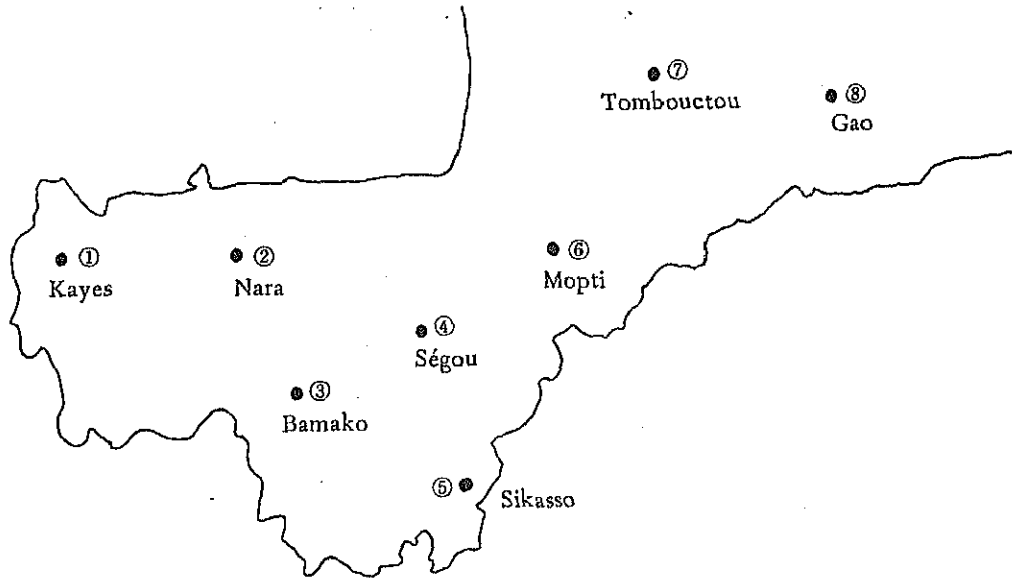 ⑦
Tombouctou
⑧
Gao
①
Kayes
②
Nara
⑥
Mopti
④
Ségou
③
Bamako
⑤ Sikasso